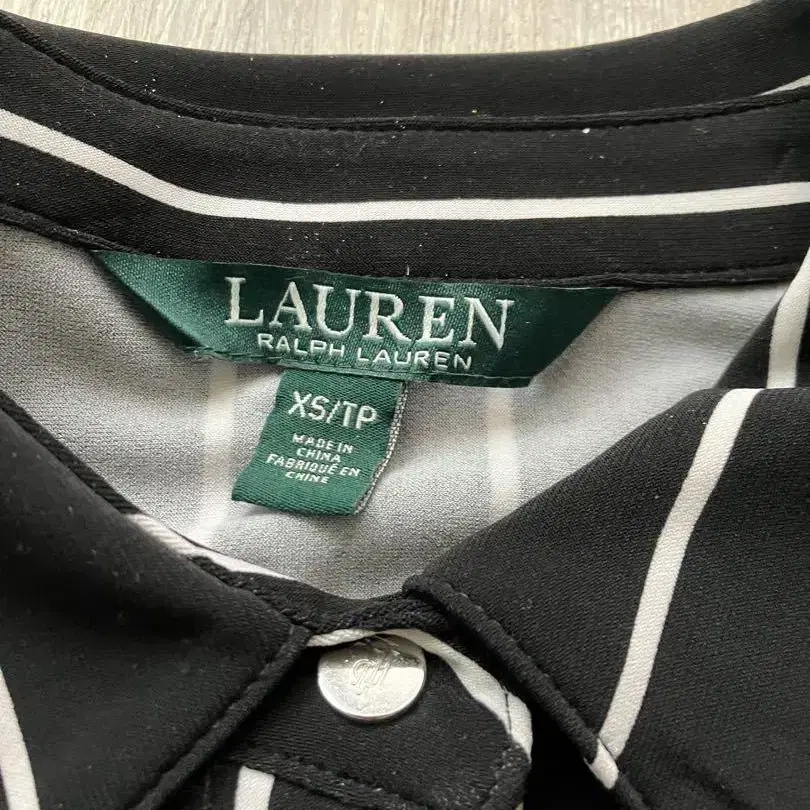 LAUREN
RALPH LAUREN
XS/TP
MADE IN
CHINA
FABRIQUÉ EN
CHINE